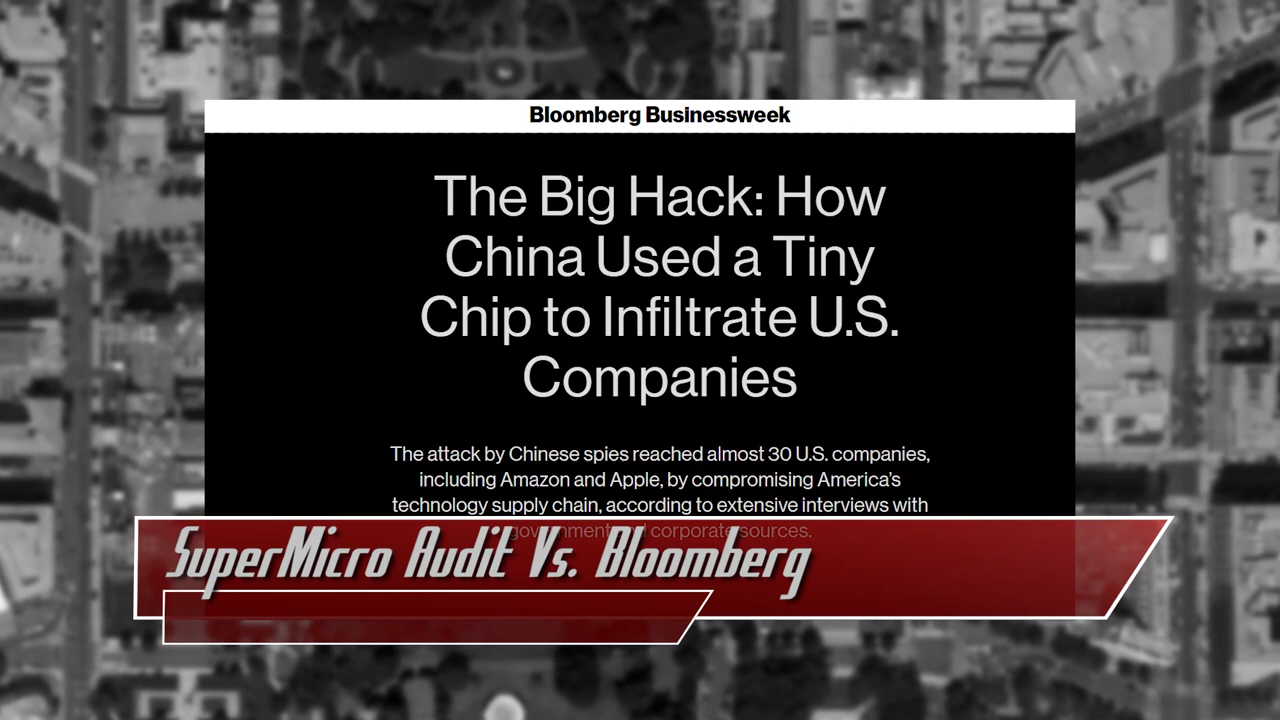 Bloomberg Businessweek
The Big Hack: How
China Used a Tiny
Chip to Infiltrate U.S.
Companies
The attack by Chinese spies reached almost 30 U.S. companies,
including Amazon and Apple, by compromising America's
technology supply chain, according to extensive interviews with
government and corporate sources.
SuperMicro Audit Vs. Bloomberg